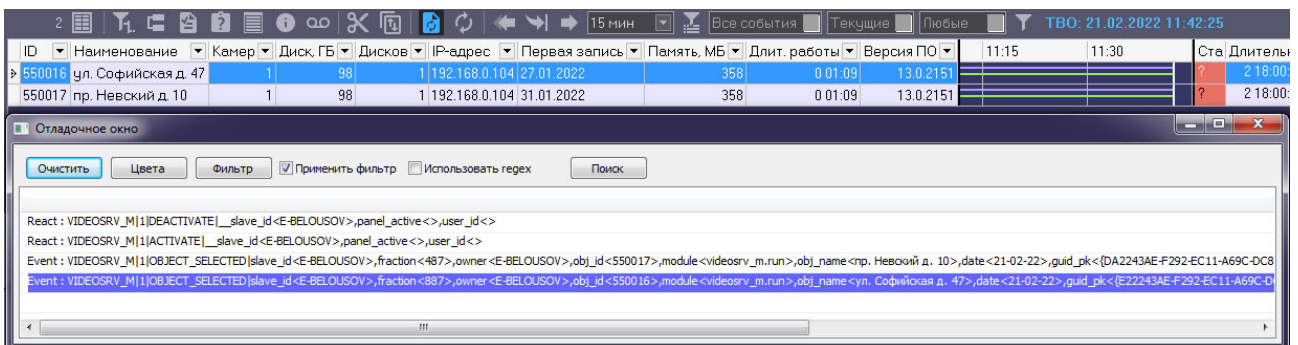 2 15 мин Все события Текущие Любые ТВО: 21.02.2022 11:42:25
ID Наименование Камер Диск, ГБ Дисков IP-адрес Первая запись Память, МБ Длит. работы Версия ПО 11:15 11:30 Ста Длительн
550016 ул. Софийская д. 47 1 98 1 192.168.0.104 27.01.2022 358 0 01:09 13.0.2151 ? 2 18:00:
550017 пр. Невский д. 10 1 98 1 192.168.0.104 31.01.2022 358 0 01:09 13.0.2151 ? 2 18:00:
Отладочное окно
Очистить Цвета Фильтр Применить фильтр Использовать regex Поиск
React : VIDEOSRV_M|1|DEACTIVATE|__slave_id<E-BELOUSOV>,panel_active<>,user_id<>
React : VIDEOSRV_M|1|ACTIVATE|__slave_id<E-BELOUSOV>,panel_active<>,user_id<>
Event : VIDEOSRV_M|1|OBJECT_SELECTED|slave_id<E-BELOUSOV>,fraction<487>,owner<E-BELOUSOV>,obj_id<550017>,module<videosrv_m.run>,obj_name<пр. Невский д. 10>,date<21-02-22>,guid_pk<{DA2243AE-F292-EC11-A69C-DC8
Event : VIDEOSRV_M|1|OBJECT_SELECTED|slave_id<E-BELOUSOV>,fraction<887>,owner<E-BELOUSOV>,obj_id<550016>,module<videosrv_m.run>,obj_name<ул. Софийская д. 47>,date<21-02-22>,guid_pk<{E22243AE-F292-EC11-A69C-D